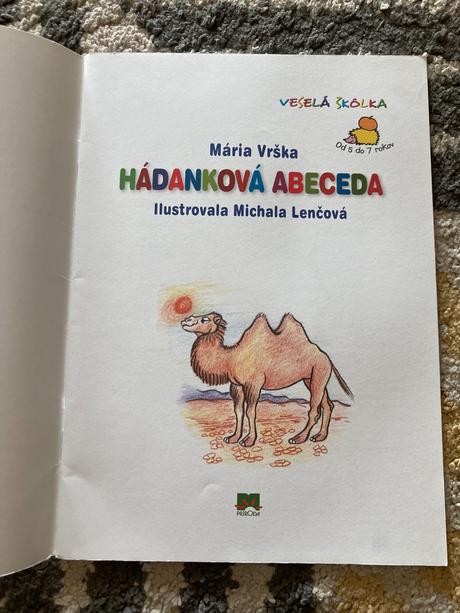 VESELÁ ŠKÔLKA
Od 5 do 7 rokov
Mária Vrška
HÁDANKOVÁ ABECEDA
Ilustrovala Michala Lenčová
PRÍRODA